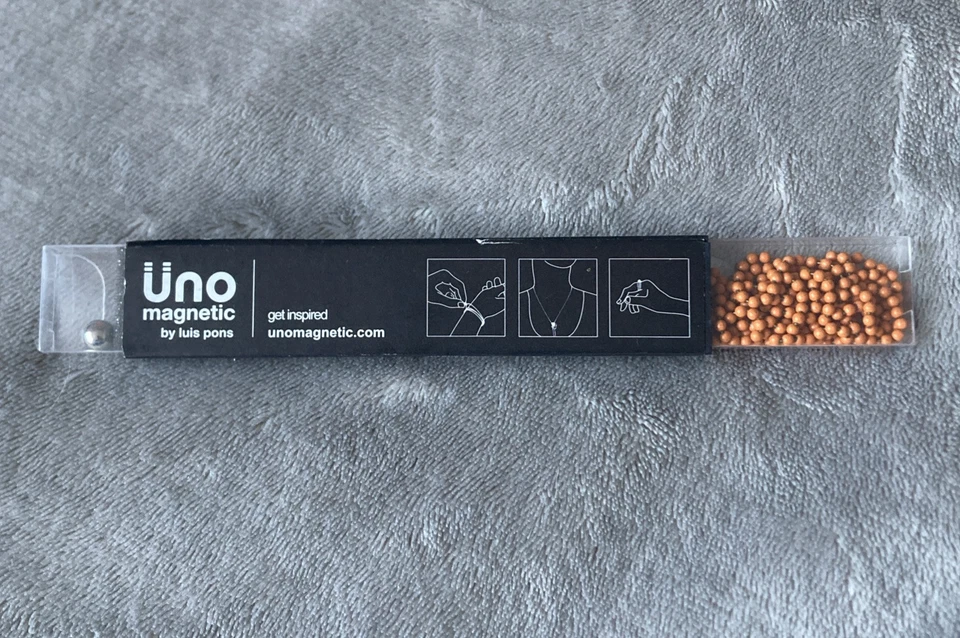 üno
magnetic
by luis pons
get inspired
unomagnetic.com